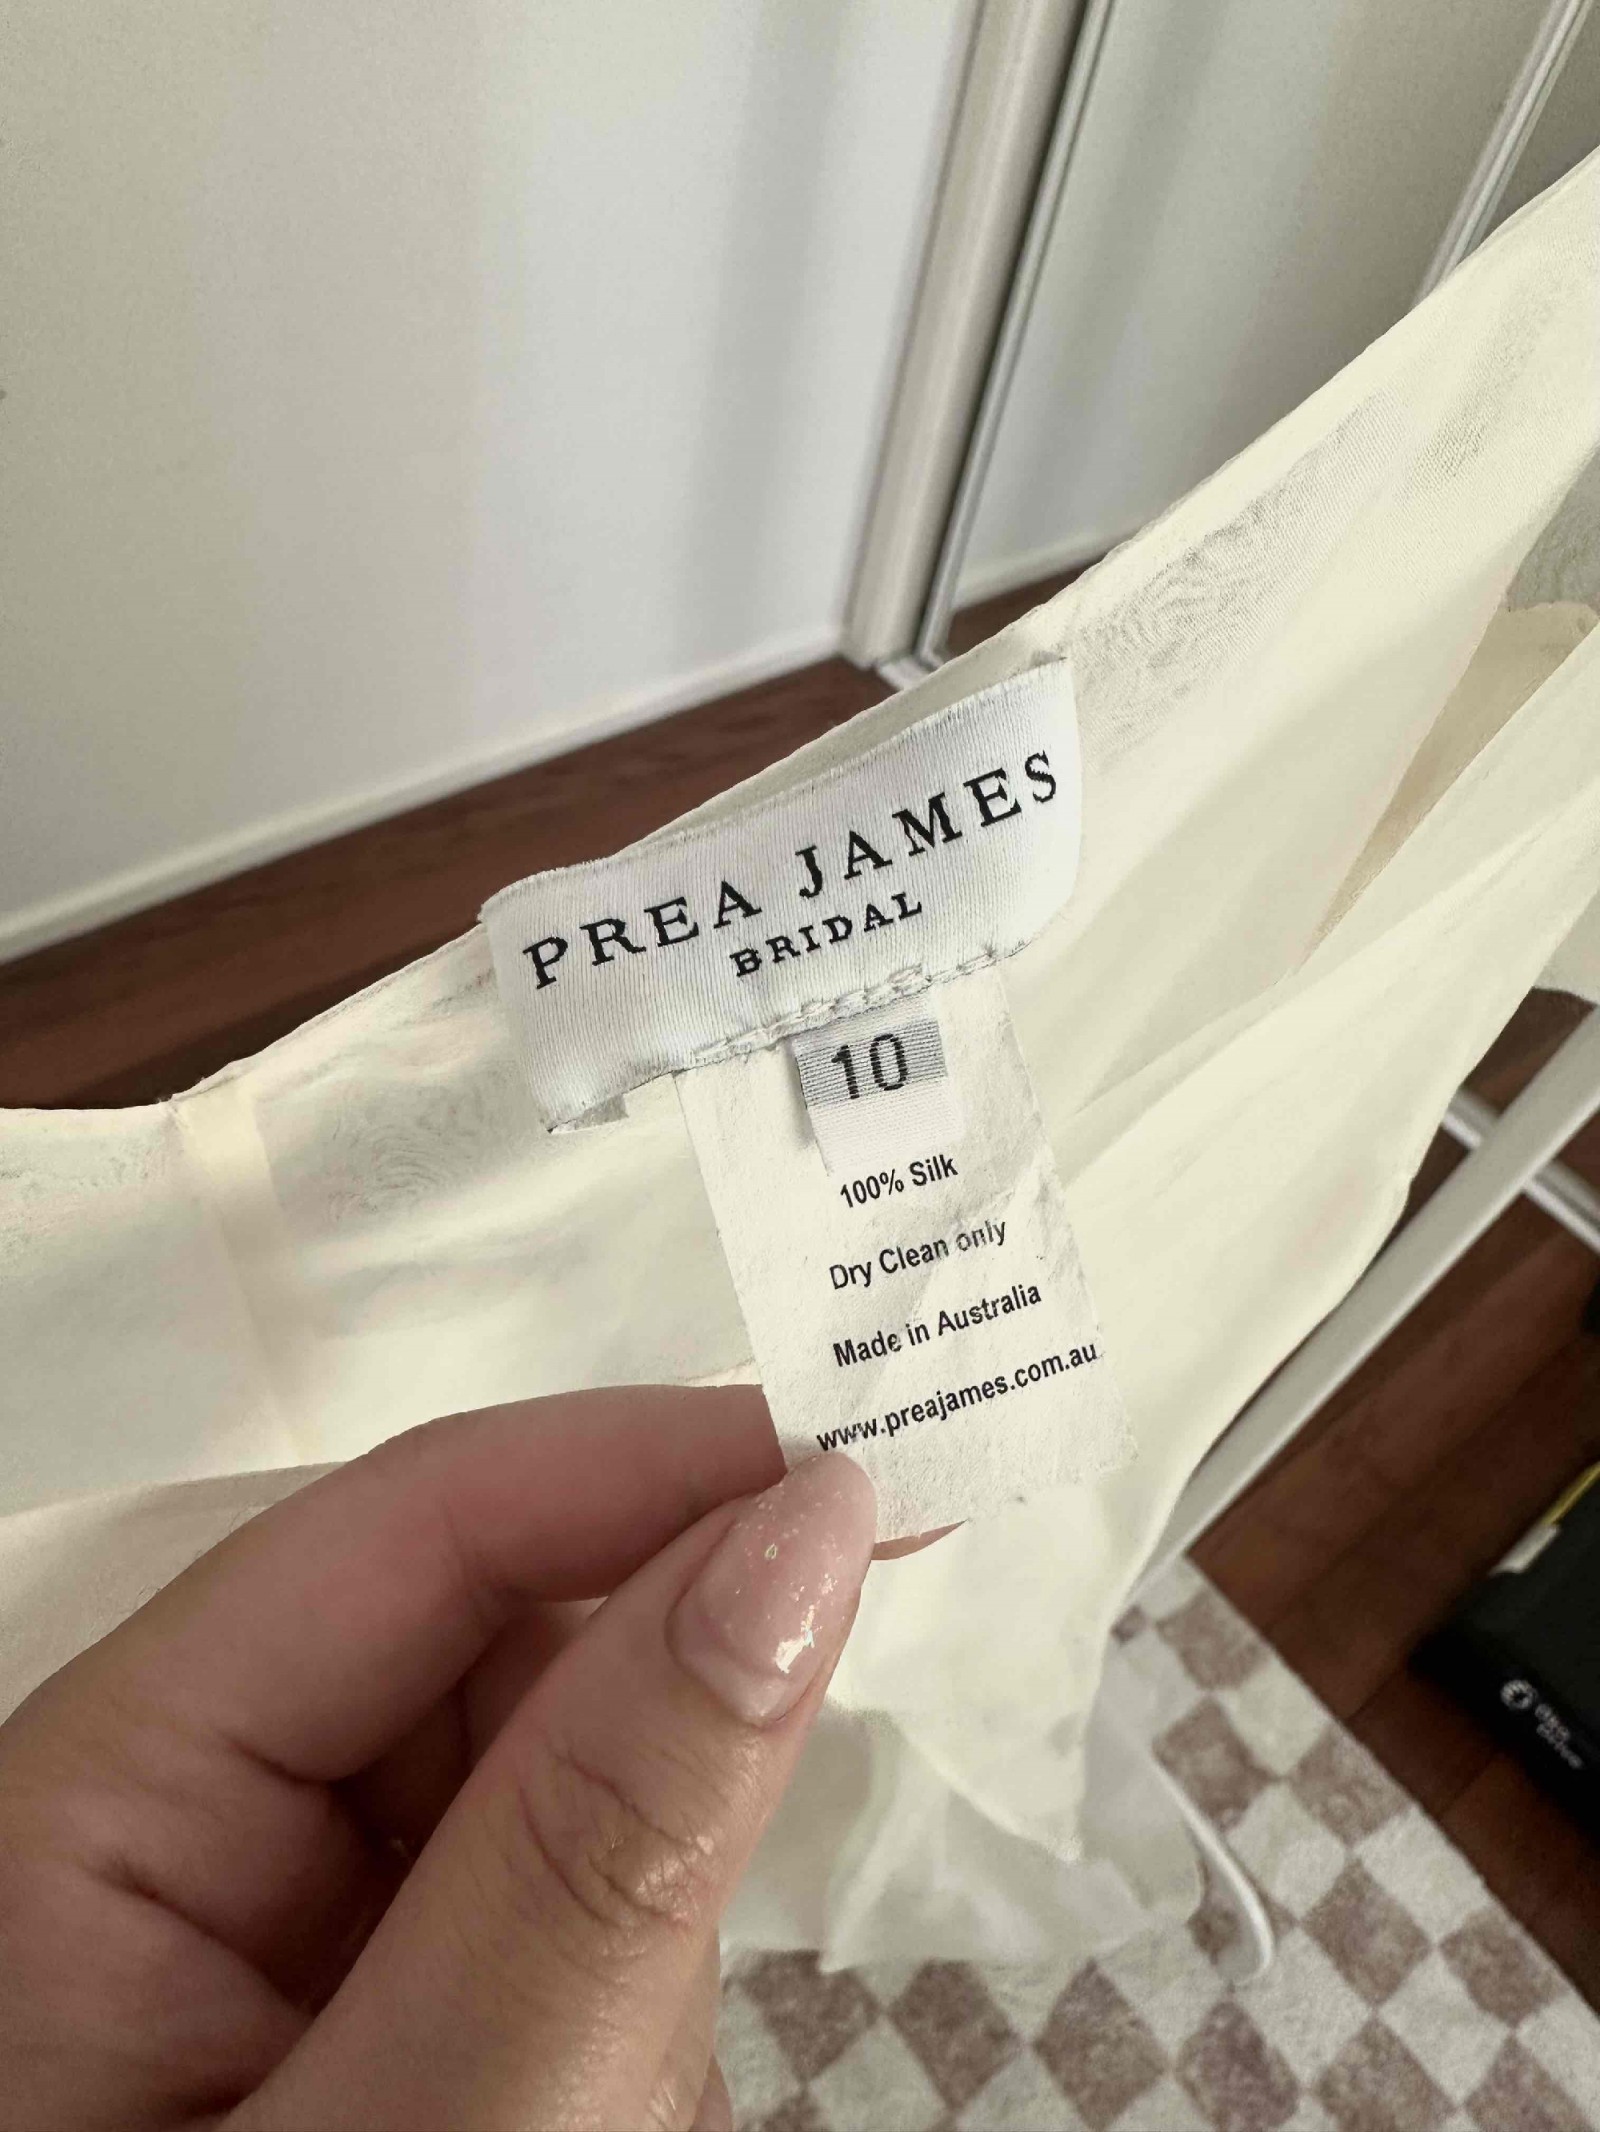 PREA JAMES
BRIDAL
10
100% Silk
Dry Clean only
Made in Australia
www.preajames.com.au